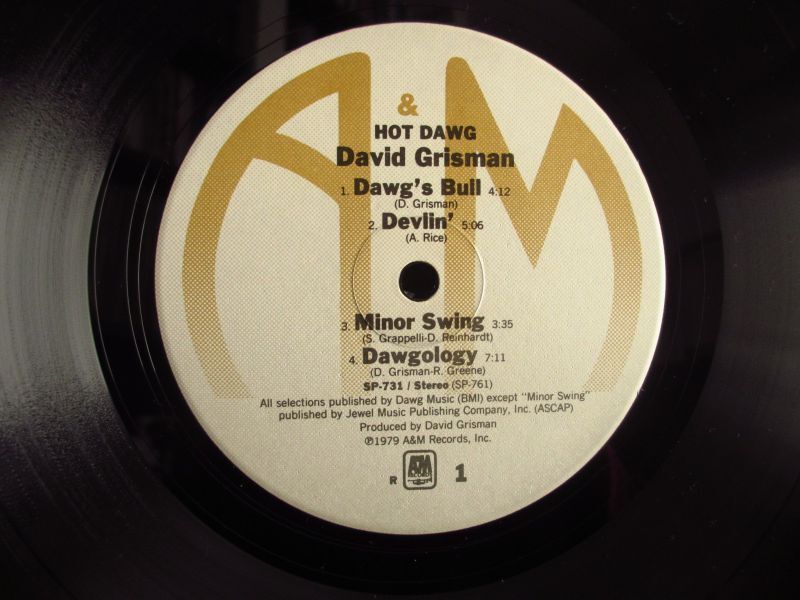 A&M
HOT DAWG
David Grisman
1. Dawg's Bull 4:12
(D. Grisman)
2. Devlin' 5:06
(A. Rice)
3. Minor Swing 3:35
(S. Grappelli-D. Reinhardt)
4. Dawgology 7:11
(D. Grisman-R. Greene)
SP-731 / Stereo (SP-761)
All selections published by Dawg Music (BMI) except "Minor Swing"
published by Jewel Music Publishing Company, Inc. (ASCAP)
Produced by David Grisman
℗1979 A&M Records, Inc.
R A&M RECORDS 1